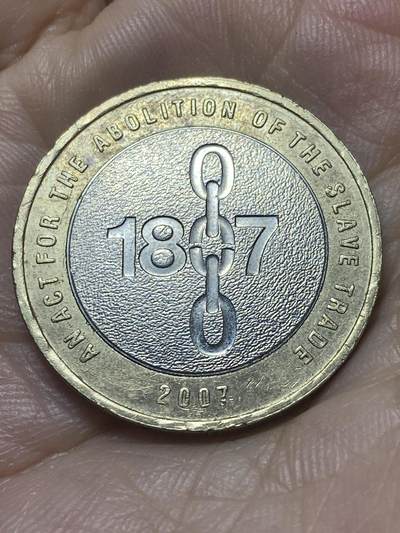 AN ACT FOR THE ABOLITION OF THE SLAVE TRADE
1807
2007